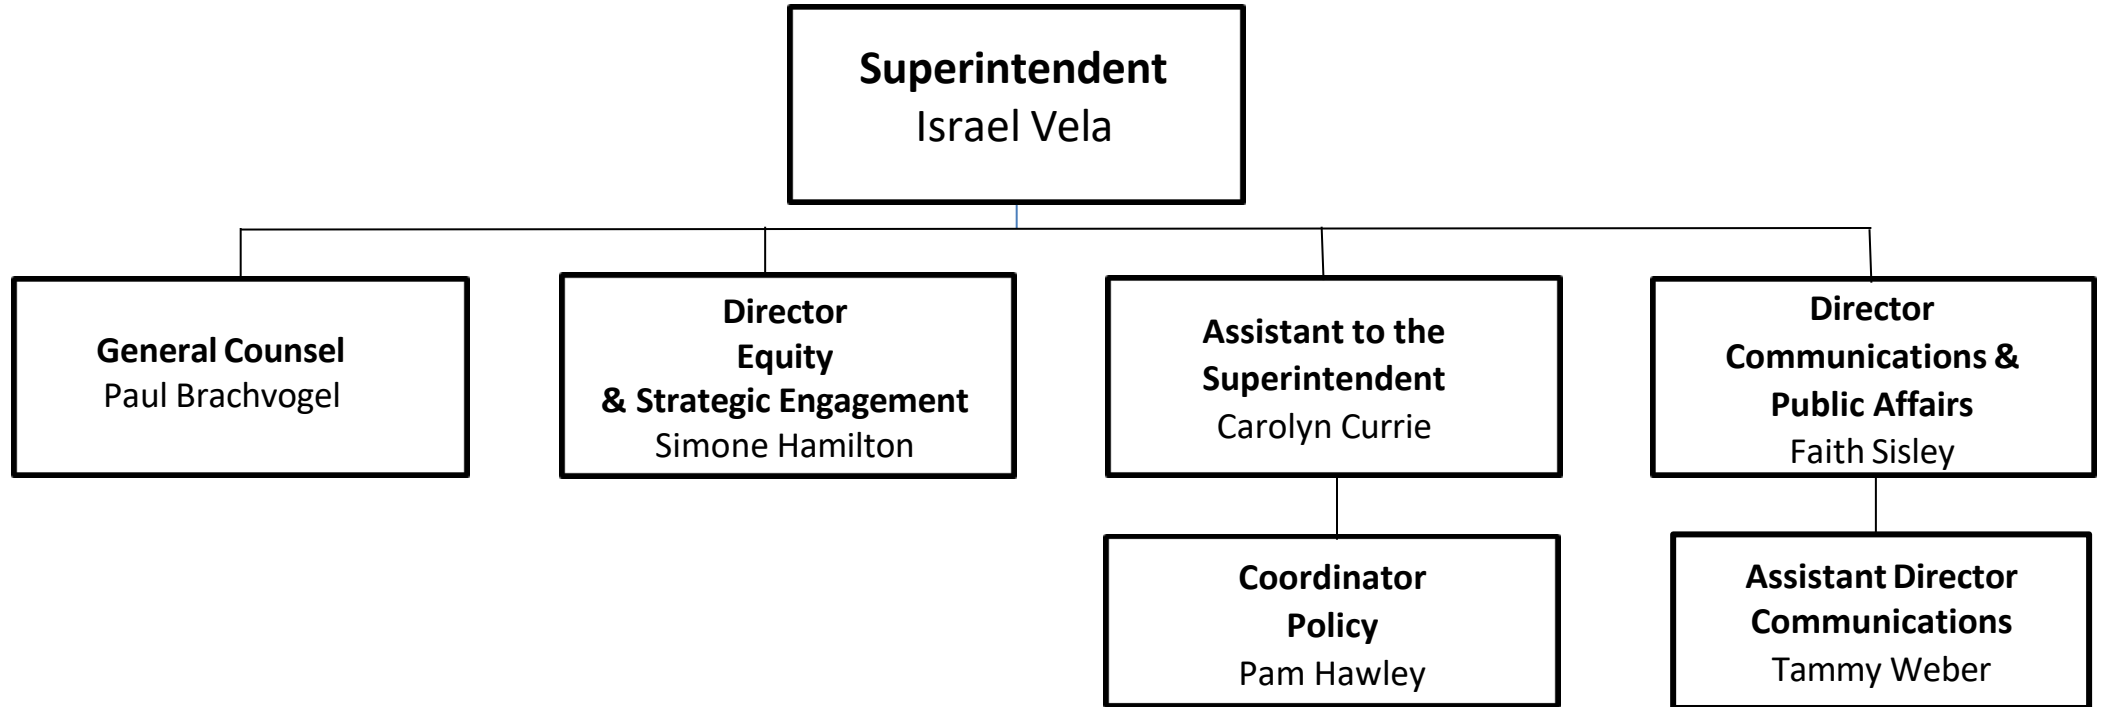 Superintendent
Israel Vela
General Counsel
Paul Brachvogel
Director
Equity
& Strategic Engagement
Simone Hamilton
Assistant to the
Superintendent
Carolyn Currie
Director
Communications &
Public Affairs
Faith Sisley
Coordinator
Policy
Pam Hawley
Assistant Director
Communications
Tammy Weber